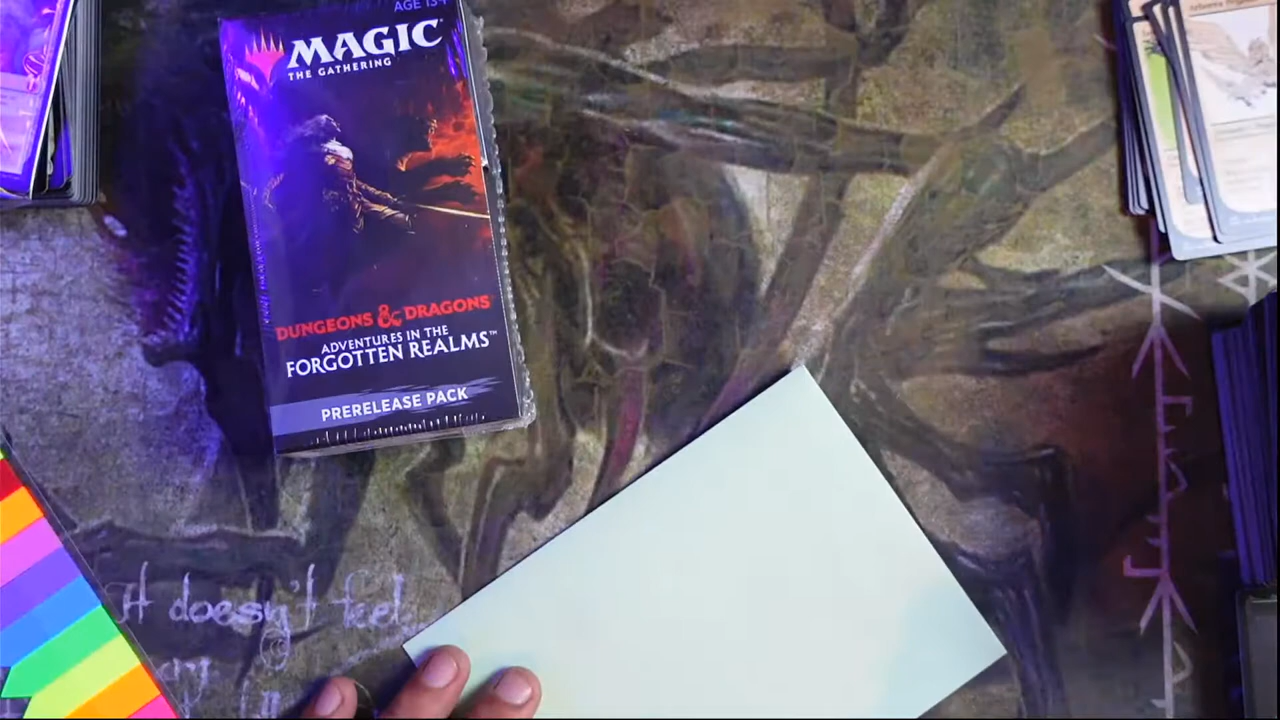 AGE 13+
MAGIC
THE GATHERING
DUNGEONS & DRAGONS
ADVENTURES IN THE
FORGOTTEN REALMS™
PRERELEASE PACK
It doesn't feel